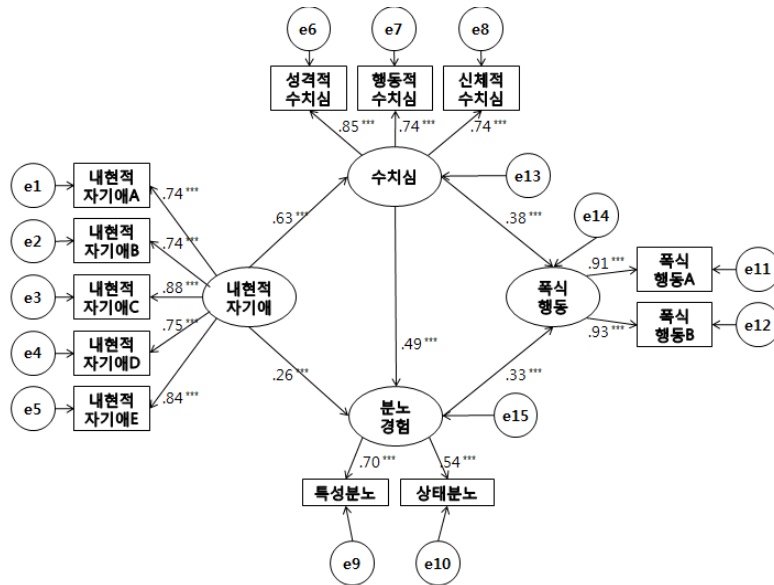 e6
e7
e8
성격적
수치심
행동적
수치심
신체적
수치심
.85 ***
.74 ***
.74 ***
e1
내현적
자기애A
.74 ***
수치심
e13
e2
내현적
자기애B
.74 ***
.63 ***
.38 ***
e14
e3
내현적
자기애C
.88 ***
내현적
자기애
폭식
행동
.91 ***
폭식
행동A
e11
.93 ***
폭식
행동B
e12
e4
내현적
자기애D
.75 ***
.49 ***
e5
내현적
자기애E
.84 ***
.26 ***
.33 ***
분노
경험
e15
.70 ***
.54 ***
특성분노
상태분노
e9
e10